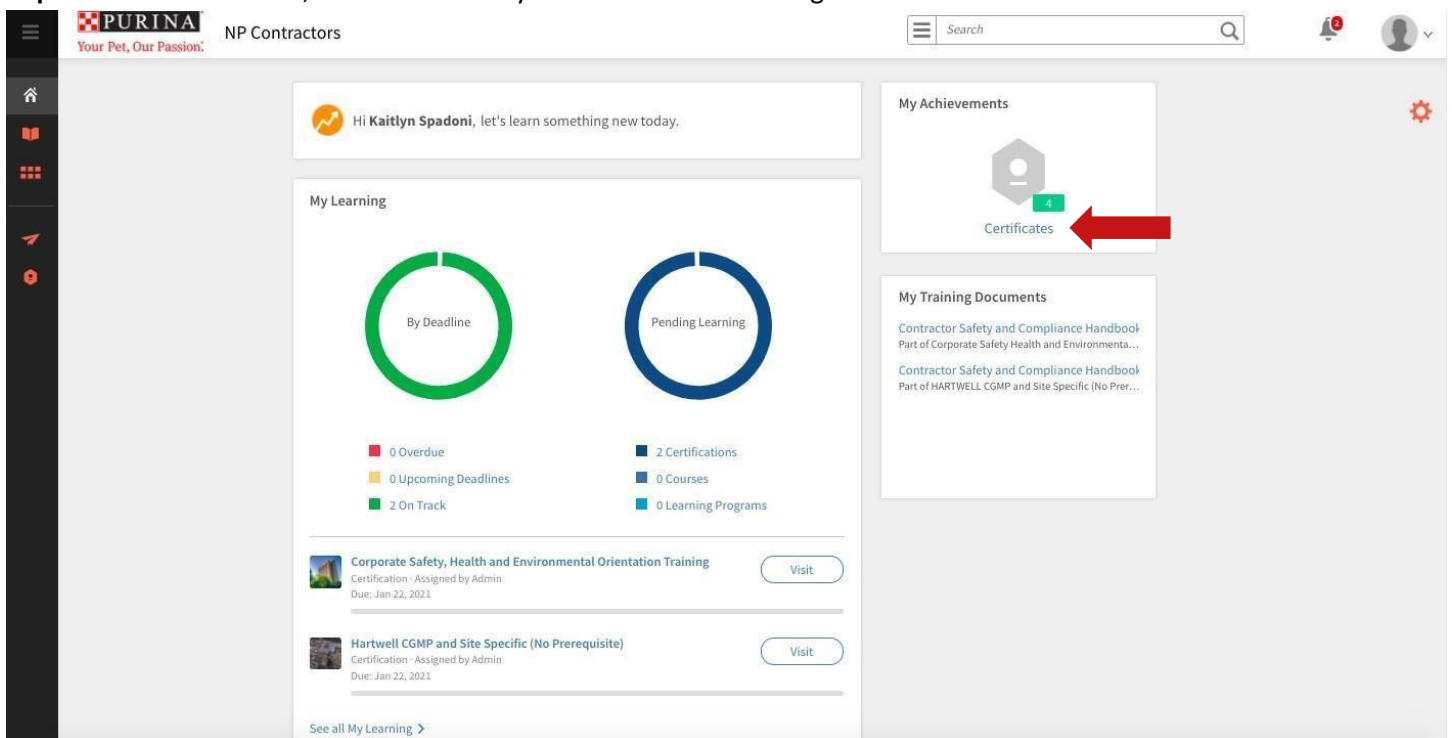 PURINA
Your Pet, Our Passion.
NP Contractors
Search
2
Hi Kaitlyn Spadoni, let's learn something new today.
My Achievements
4
Certificates
My Learning
By Deadline
Pending Learning
0 Overdue
0 Upcoming Deadlines
2 On Track
2 Certifications
0 Courses
0 Learning Programs
Corporate Safety, Health and Environmental Orientation Training
Certification · Assigned by Admin
Due: Jan 22, 2021
Visit
Hartwell CGMP and Site Specific (No Prerequisite)
Certification · Assigned by Admin
Due: Jan 22, 2021
Visit
See all My Learning
My Training Documents
Contractor Safety and Compliance Handbook
Part of Corporate Safety Health and Environmenta...
Contractor Safety and Compliance Handbook
Part of HARTWELL CGMP and Site Specific (No Prer...